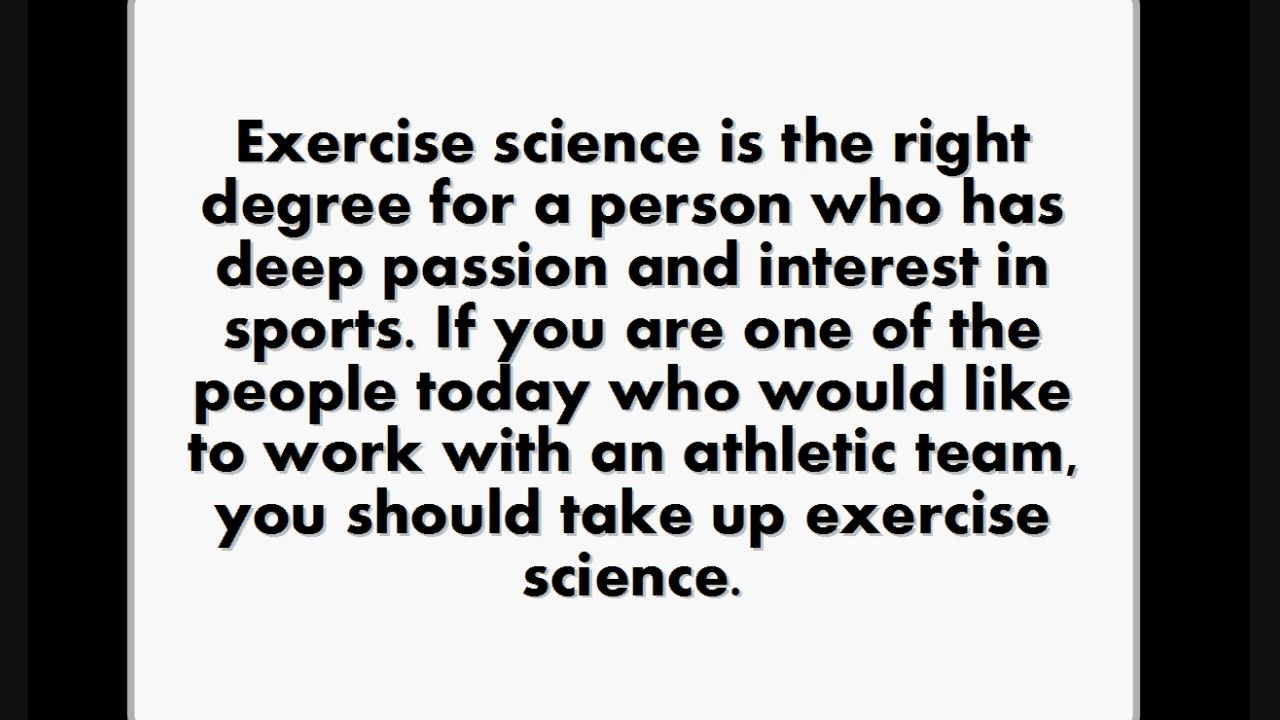 Exercise science is the right
degree for a person who has
deep passion and interest in
sports. If you are one of the
people today who would like
to work with an athletic team,
you should take up exercise
science.